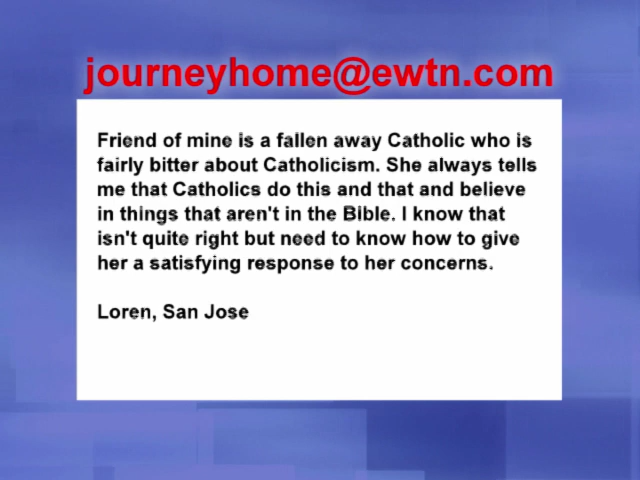 journeyhome@ewtn.com
Friend of mine is a fallen away Catholic who is
fairly bitter about Catholicism. She always tells
me that Catholics do this and that and believe
in things that aren't in the Bible. I know that
isn't quite right but need to know how to give
her a satisfying response to her concerns.
Loren, San Jose